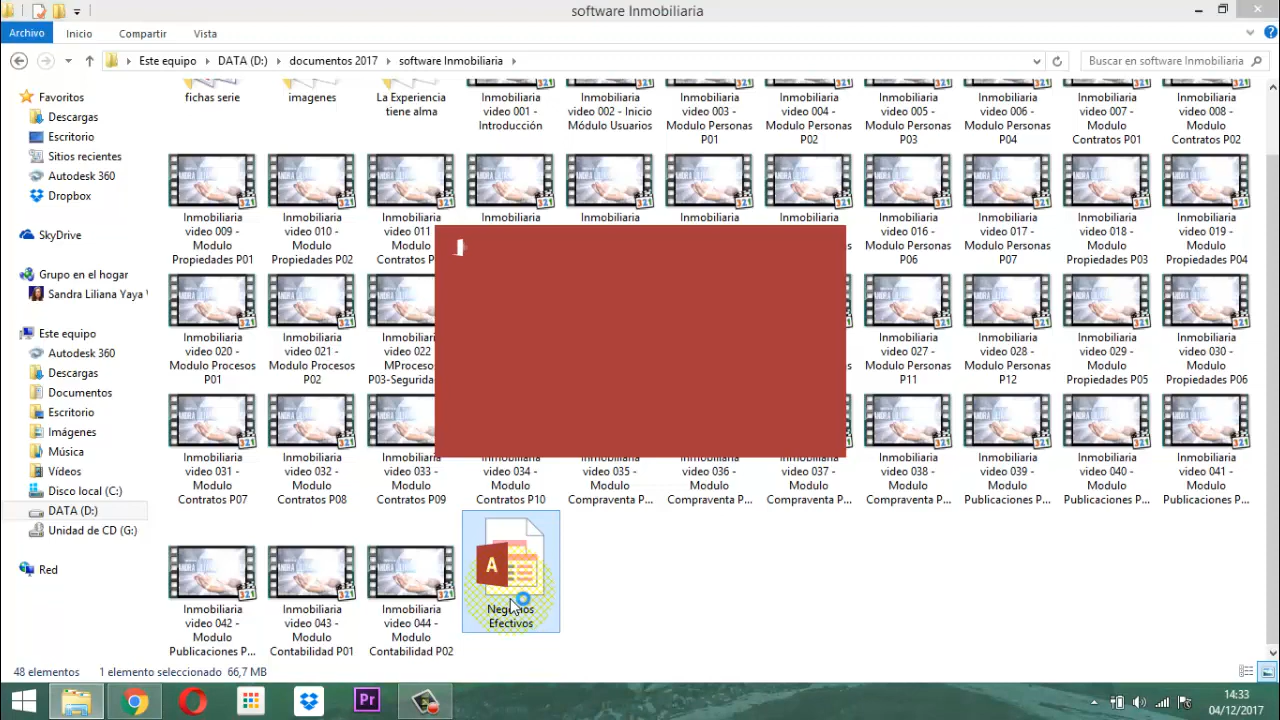 software Inmobiliaria
Archivo
Inicio
Compartir
Vista
Este equipo
DATA (D:)
documentos 2017
software Inmobiliaria
Buscar en software Inmobiliaria
Favoritos
Descargas
Escritorio
Sitios recientes
Autodesk 360
Dropbox
SkyDrive
Grupo en el hogar
Sandra Liliana Yaya
Este equipo
Autodesk 360
Descargas
Documentos
Escritorio
Imágenes
Música
Vídeos
Disco local (C:)
DATA (D:)
Unidad de CD (G:)
Red
fichas serie
imagenes
La Experiencia
tiene alma
Inmobiliaria
video 001 -
Introducción
Inmobiliaria
video 002 - Inicio
Módulo Usuarios
Inmobiliaria
video 003 -
Modulo Personas
P01
Inmobiliaria
video 004 -
Modulo Personas
P02
Inmobiliaria
video 005 -
Modulo Personas
P03
Inmobiliaria
video 006 -
Modulo Personas
P04
Inmobiliaria
video 007 -
Modulo
Contratos P01
Inmobiliaria
video 008 -
Modulo
Contratos P02
Inmobiliaria
video 009 -
Modulo
Propiedades P01
Inmobiliaria
video 010 -
Modulo
Propiedades P02
Inmobiliaria
video 011
Modulo
Contratos P
Inmobiliaria
Inmobiliaria
Inmobiliaria
Inmobiliaria
Inmobiliaria
video 016 -
Modulo Personas
P06
Inmobiliaria
video 017 -
Modulo Personas
P07
Inmobiliaria
video 018 -
Modulo
Propiedades P03
Inmobiliaria
video 019 -
Modulo
Propiedades P04
Inmobiliaria
video 020 -
Modulo Procesos
P01
Inmobiliaria
video 021 -
Modulo Procesos
P02
Inmobiliaria
video 022
MProcesos
P03-Segurida
Inmobiliaria
video 027 -
Modulo Personas
P11
Inmobiliaria
video 028 -
Modulo Personas
P12
Inmobiliaria
video 029 -
Modulo
Propiedades P05
Inmobiliaria
video 030 -
Modulo
Propiedades P06
Inmobiliaria
video 031 -
Modulo
Contratos P07
Inmobiliaria
video 032 -
Modulo
Contratos P08
Inmobiliaria
video 033 -
Modulo
Contratos P09
Inmobiliaria
video 034 -
Modulo
Contratos P10
Inmobiliaria
video 035 -
Modulo
Compraventa P...
Inmobiliaria
video 036 -
Modulo
Compraventa P...
Inmobiliaria
video 037 -
Modulo
Compraventa P...
Inmobiliaria
video 038 -
Modulo
Compraventa P...
Inmobiliaria
video 039 -
Modulo
Publicaciones P...
Inmobiliaria
video 040 -
Modulo
Publicaciones P...
Inmobiliaria
video 041 -
Modulo
Publicaciones P...
Inmobiliaria
video 042 -
Modulo
Publicaciones P...
Inmobiliaria
video 043 -
Modulo
Contabilidad P01
Inmobiliaria
video 044 -
Modulo
Contabilidad P02
A
Negocios
Efectivos
48 elementos
1 elemento seleccionado 66,7 MB
Pr
14:33
04/12/2017